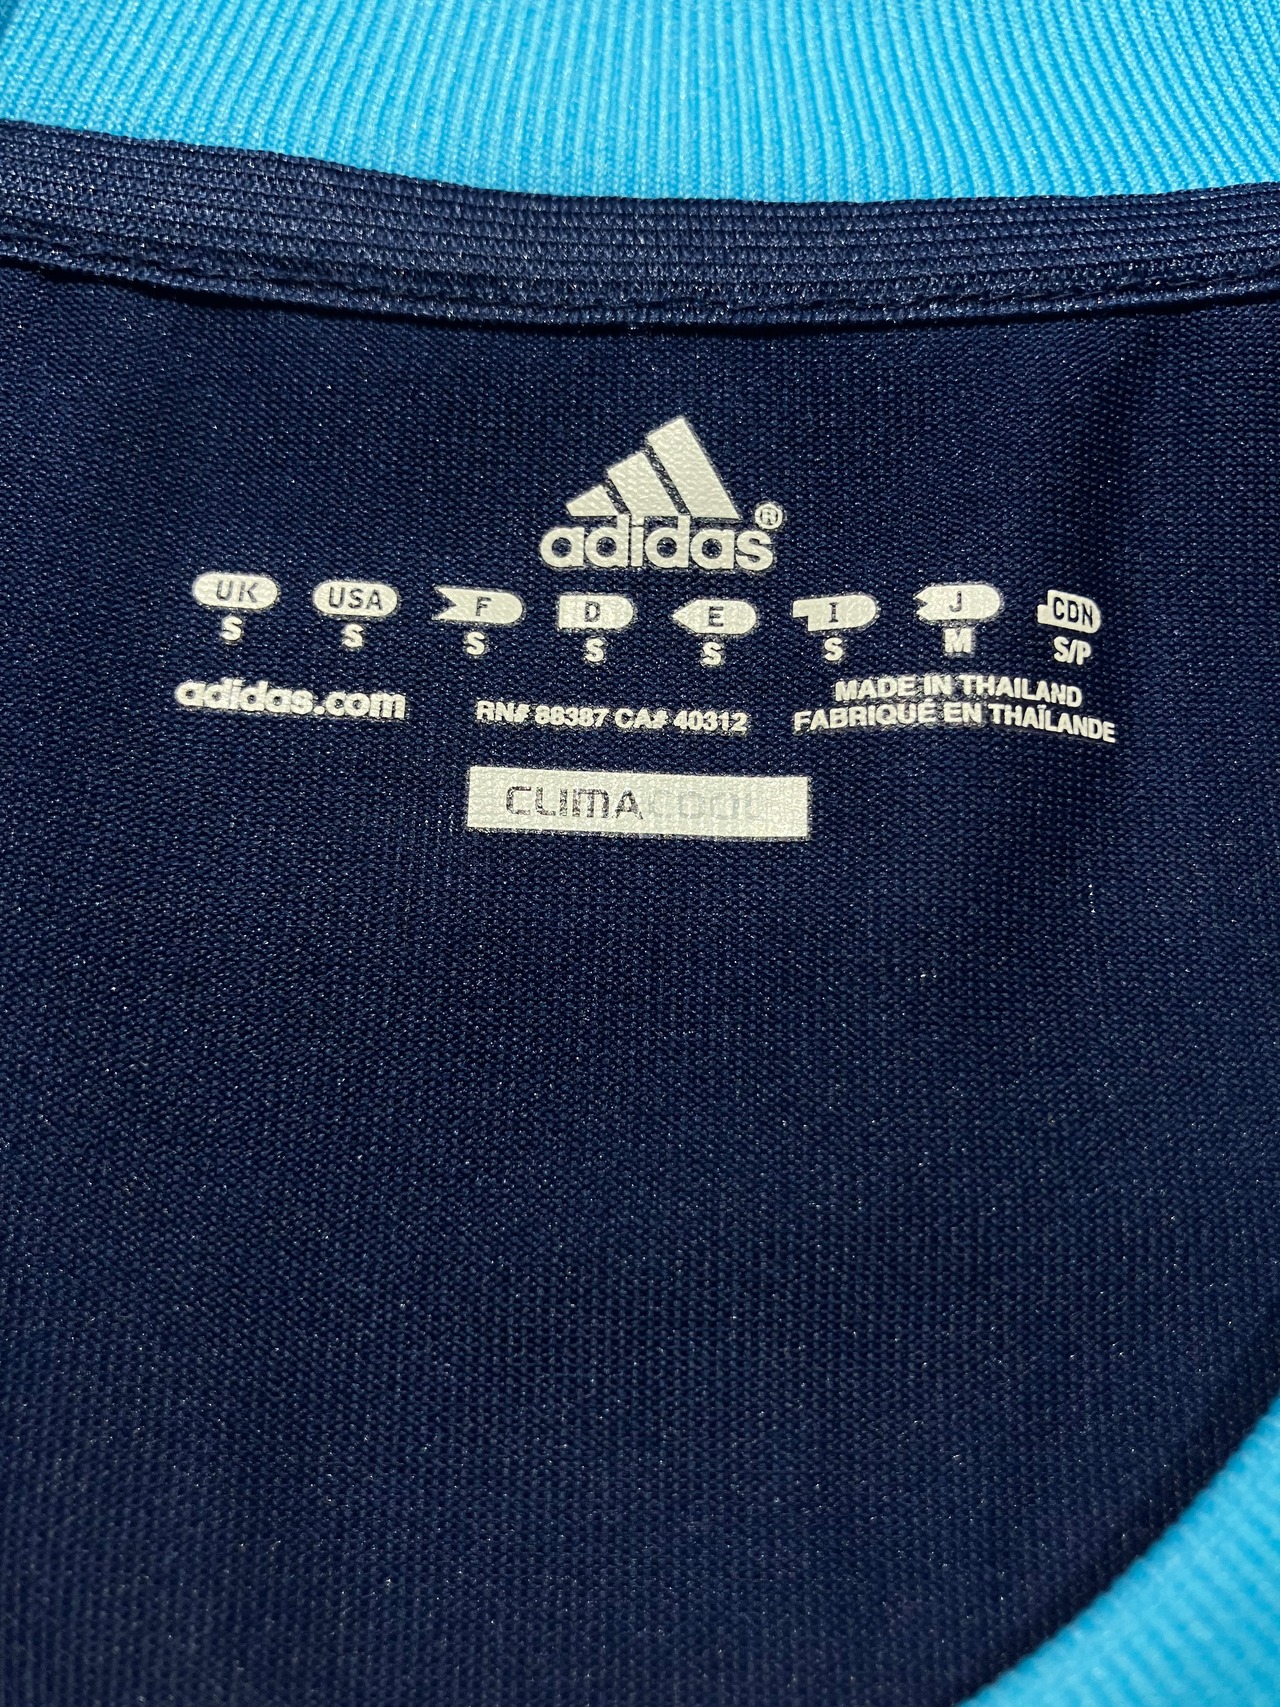 adidas®
UK USA F D E I J CDN
S S S S S S M S/P
adidas.com
RN# 88387 CA# 40312
MADE IN THAILAND
FABRIQUÉ EN THAÏLANDE
CLIMACOOL